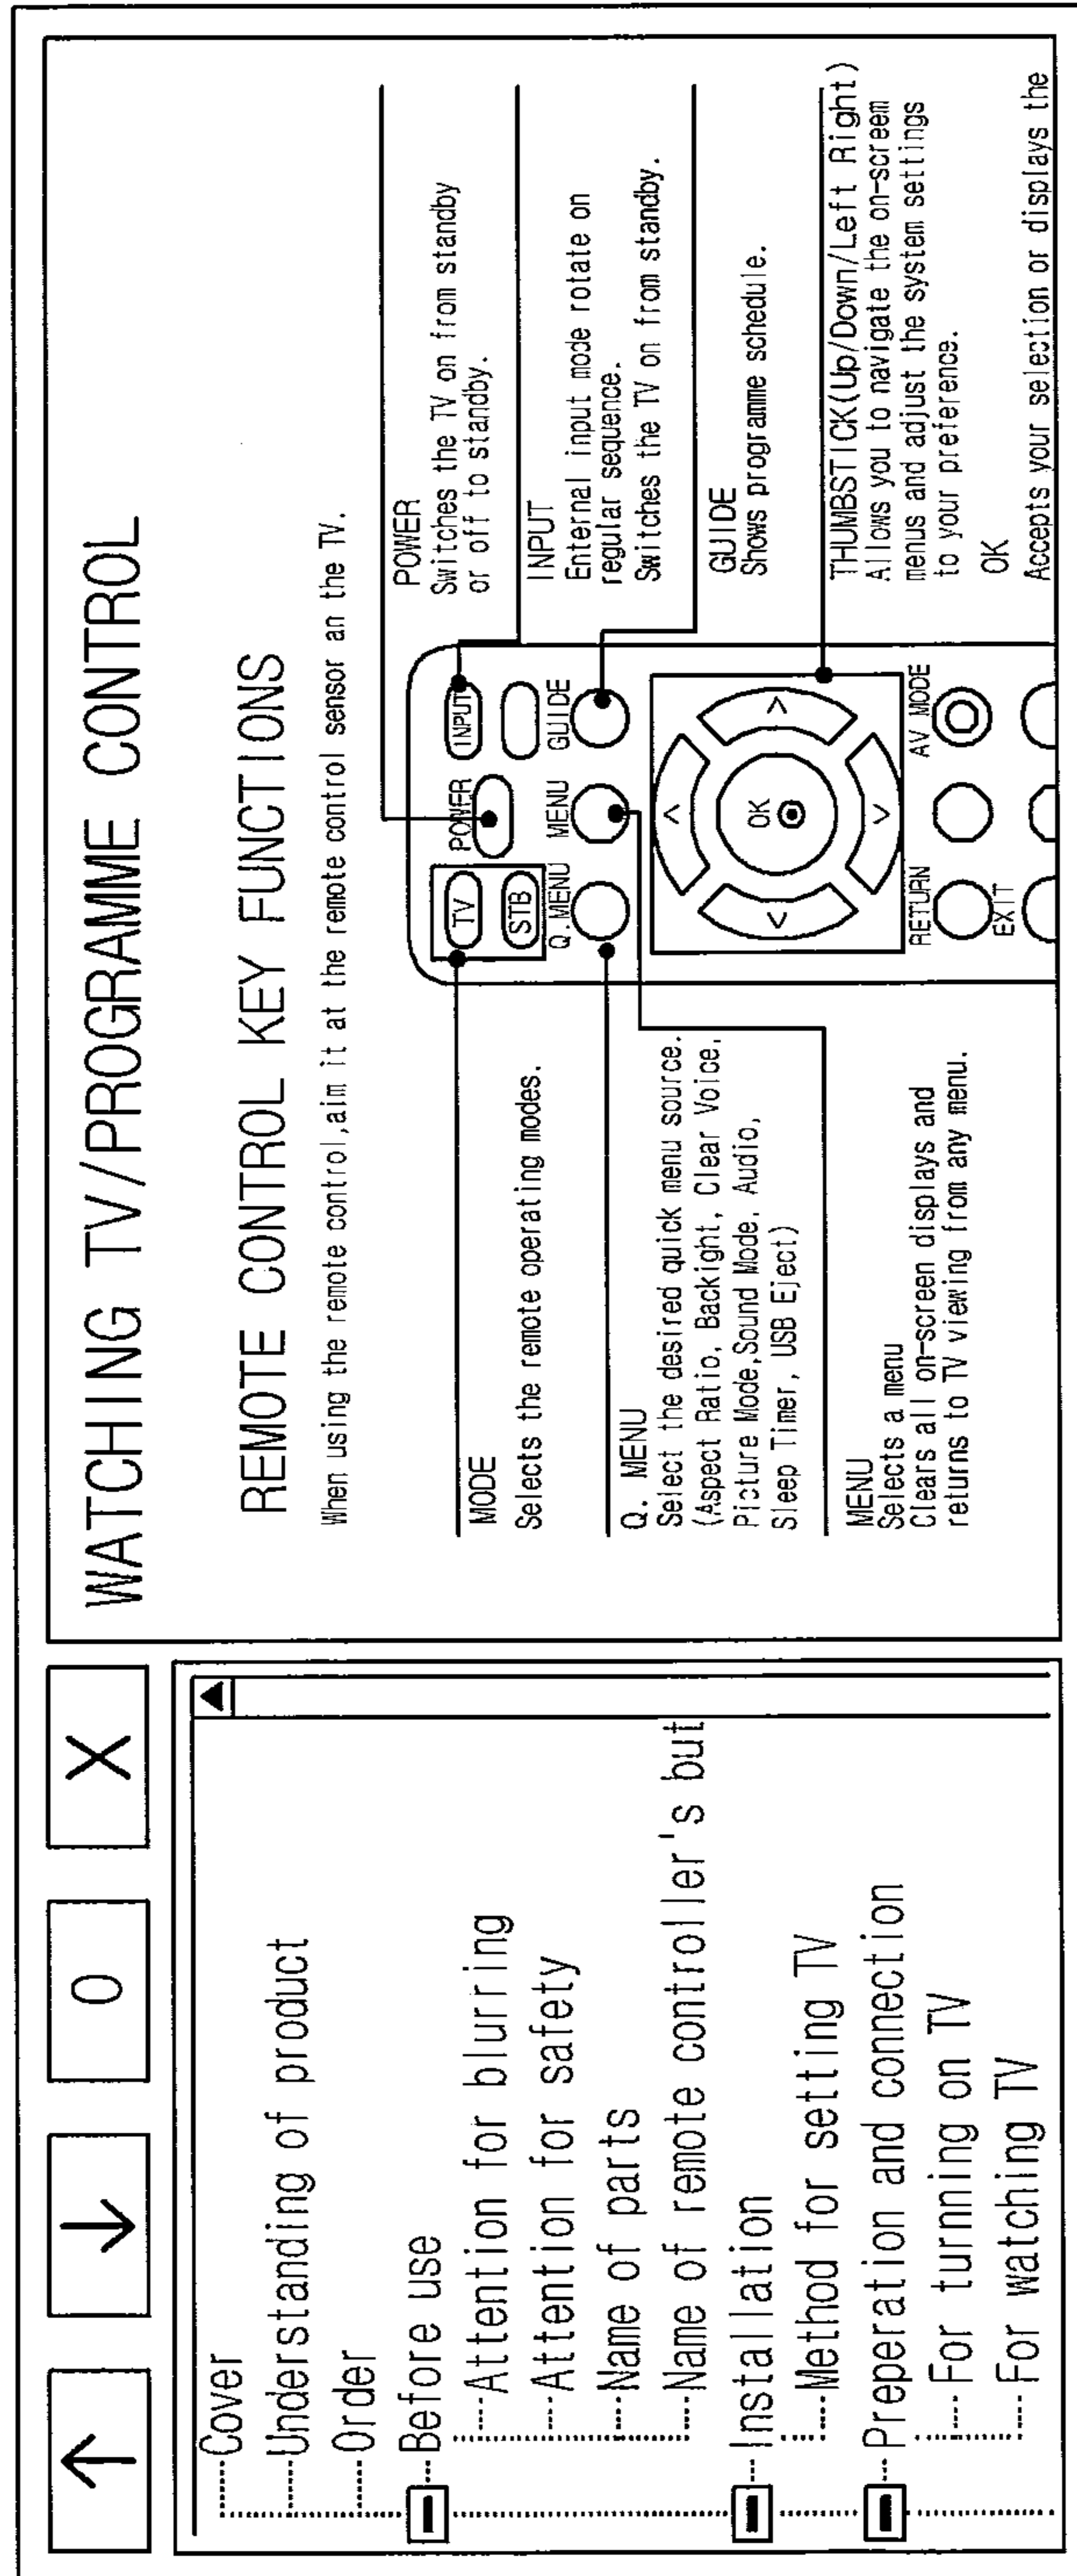 ↑ ↓ O X
Cover
Understanding of product
Order
Before use
Attention for blurring
Attention for safety
Name of parts
Name of remote controller's but
Installation
Method for setting TV
Preperation and connection
For turnning on TV
For watching TV
WATCHING TV/PROGRAMME CONTROL
REMOTE CONTROL KEY FUNCTIONS
When using the remote control,aim it at the remote control sensor an the TV.
MODE
Selects the remote operating modes.
Q. MENU
Select the desired quick menu source.
(Aspect Ratio, Backight, Clear Voice,
Picture Mode,Sound Mode, Audio,
Sleep Timer, USB Eject)
MENU
Selects a menu
Clears all on-screen displays and
returns to TV viewing from any menu.
TV
POWER
INPUT
STB
Q.MENU
MENU
GUIDE
OK
RETURN
AV MODE
EXIT
POWER
Switches the TV on from standby
or off to standby.
INPUT
External input mode rotate on
regular sequence.
Switches the TV on from standby.
GUIDE
Shows programme schedule.
THUMBSTICK(Up/Down/Left Right)
Allows you to navigate the on-screem
menus and adjust the system settings
to your preference.
OK
Accepts your selection or displays the